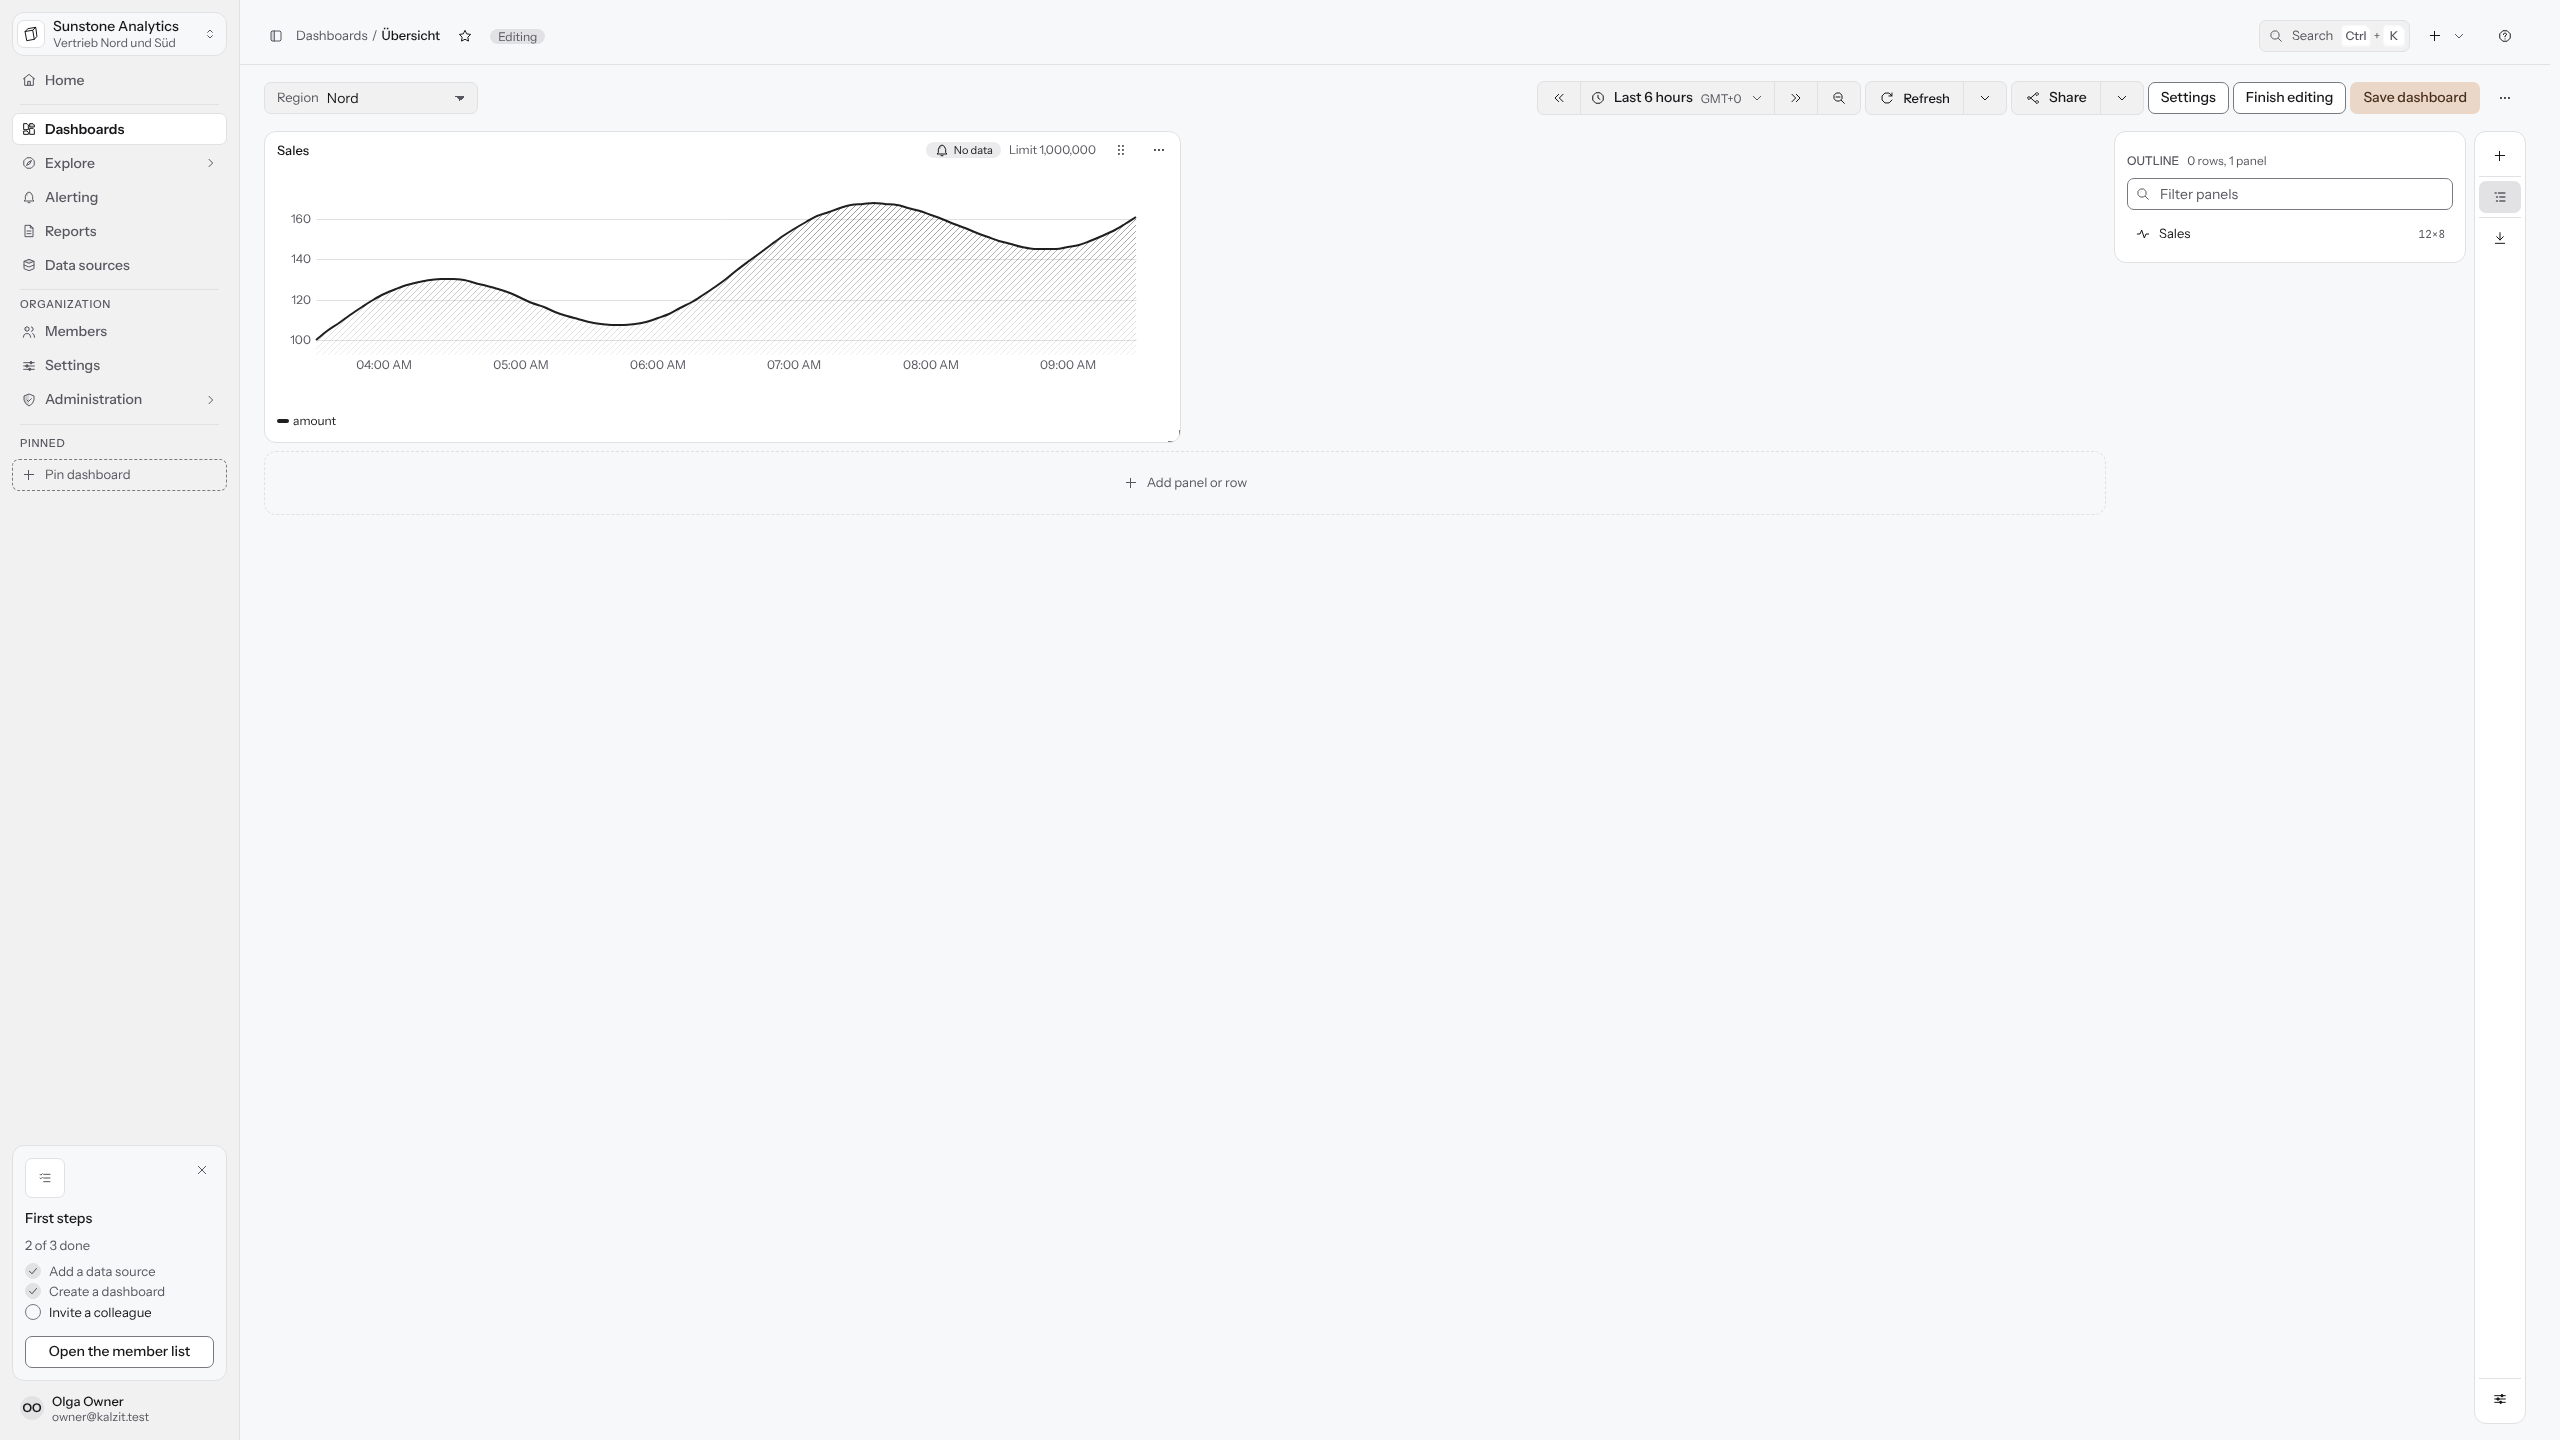 Sunstone Analytics
Vertrieb Nord und Süd
Home
Dashboards
Explore
Alerting
Reports
Data sources
ORGANIZATION
Members
Settings
Administration
PINNED
Pin dashboard
First steps
2 of 3 done
Add a data source
Create a dashboard
Invite a colleague
Open the member list
OO
Olga Owner
owner@kalzit.test
Dashboards / Übersicht
Editing
Search Ctrl + K
Region Nord
Last 6 hours GMT+0
Refresh
Share
Settings
Finish editing
Save dashboard
Sales
No data
Limit 1,000,000
160
140
120
100
04:00 AM 05:00 AM 06:00 AM 07:00 AM 08:00 AM 09:00 AM
amount
Add panel or row
OUTLINE 0 rows, 1 panel
Filter panels
Sales 12×8